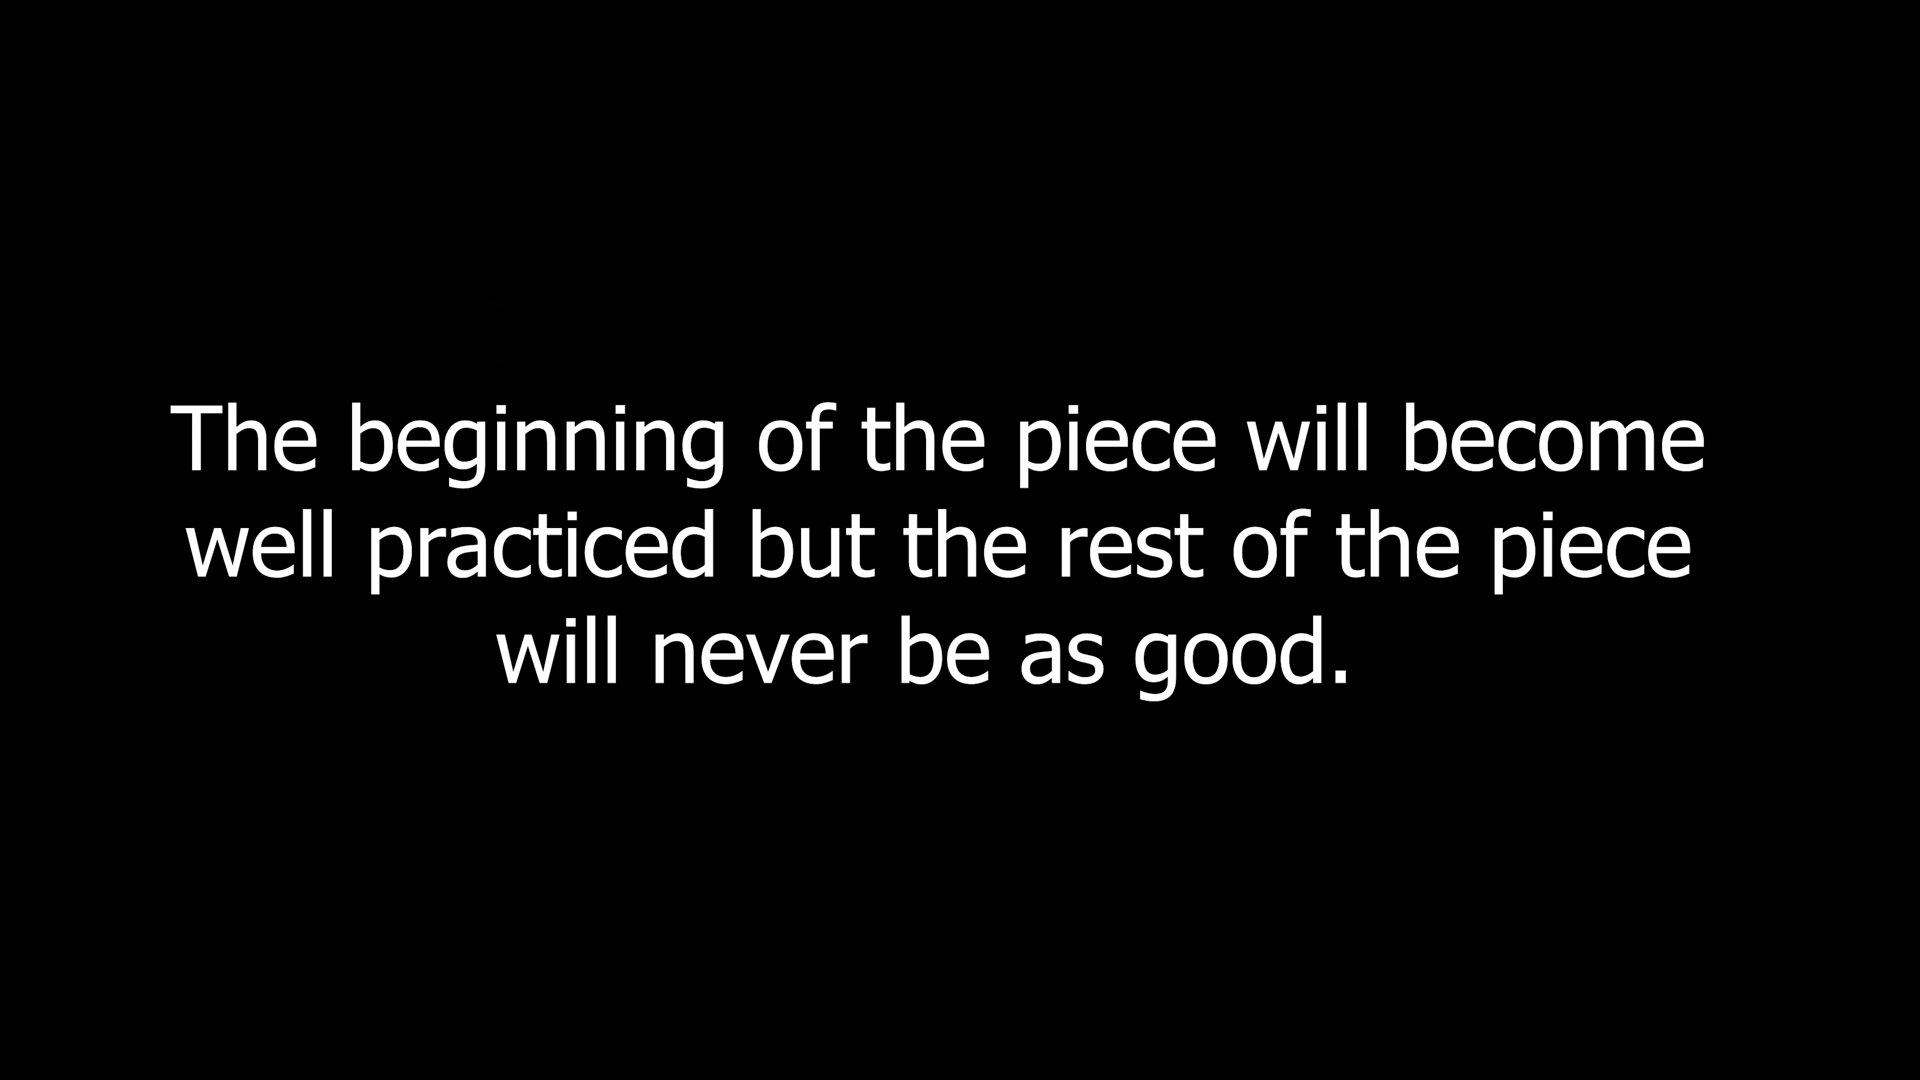 The beginning of the piece will become
well practiced but the rest of the piece
will never be as good.